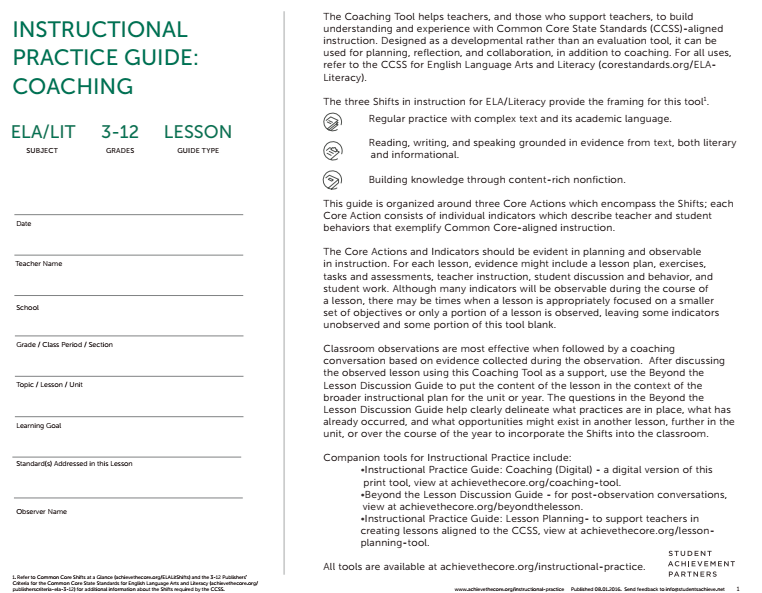 INSTRUCTIONAL
PRACTICE GUIDE:
COACHING
ELA/LIT 3-12 LESSON
SUBJECT GRADES GUIDE TYPE
Date
Teacher Name
School
Grade / Class Period / Section
Topic / Lesson / Unit
Learning Goal
Standard(s) Addressed in this Lesson
Observer Name
1. Refer to Common Core Shifts at a Glance (achievethecore.org/ELALitShifts) and the 3-12 Publishers'
Criteria for the Common Core State Standards for English Language Arts and Literacy (achievethecore.org/
publisherscriteria-ela-3-12) for additional information about the Shifts required by the CCSS.
The Coaching Tool helps teachers, and those who support teachers, to build
understanding and experience with Common Core State Standards (CCSS)-aligned
instruction. Designed as a developmental rather than an evaluation tool, it can be
used for planning, reflection, and collaboration, in addition to coaching. For all uses,
refer to the CCSS for English Language Arts and Literacy (corestandards.org/ELA-
Literacy).
The three Shifts in instruction for ELA/Literacy provide the framing for this tool¹.
Regular practice with complex text and its academic language.
Reading, writing, and speaking grounded in evidence from text, both literary
and informational.
Building knowledge through content-rich nonfiction.
This guide is organized around three Core Actions which encompass the Shifts; each
Core Action consists of individual indicators which describe teacher and student
behaviors that exemplify Common Core-aligned instruction.
The Core Actions and Indicators should be evident in planning and observable
in instruction. For each lesson, evidence might include a lesson plan, exercises,
tasks and assessments, teacher instruction, student discussion and behavior, and
student work. Although many indicators will be observable during the course of
a lesson, there may be times when a lesson is appropriately focused on a smaller
set of objectives or only a portion of a lesson is observed, leaving some indicators
unobserved and some portion of this tool blank.
Classroom observations are most effective when followed by a coaching
conversation based on evidence collected during the observation. After discussing
the observed lesson using this Coaching Tool as a support, use the Beyond the
Lesson Discussion Guide to put the content of the lesson in the context of the
broader instructional plan for the unit or year. The questions in the Beyond the
Lesson Discussion Guide help clearly delineate what practices are in place, what has
already occurred, and what opportunities might exist in another lesson, further in the
unit, or over the course of the year to incorporate the Shifts into the classroom.
Companion tools for Instructional Practice include:
•Instructional Practice Guide: Coaching (Digital) - a digital version of this
print tool, view at achievethecore.org/coaching-tool.
•Beyond the Lesson Discussion Guide - for post-observation conversations,
view at achievethecore.org/beyondthelesson.
•Instructional Practice Guide: Lesson Planning- to support teachers in
creating lessons aligned to the CCSS, view at achievethecore.org/lesson-
planning-tool.
All tools are available at achievethecore.org/instructional-practice.
STUDENT
ACHIEVEMENT
PARTNERS
www.achievethecore.org/instructional-practice Published 08.01.2016. Send feedback to info@studentsachieve.net 1